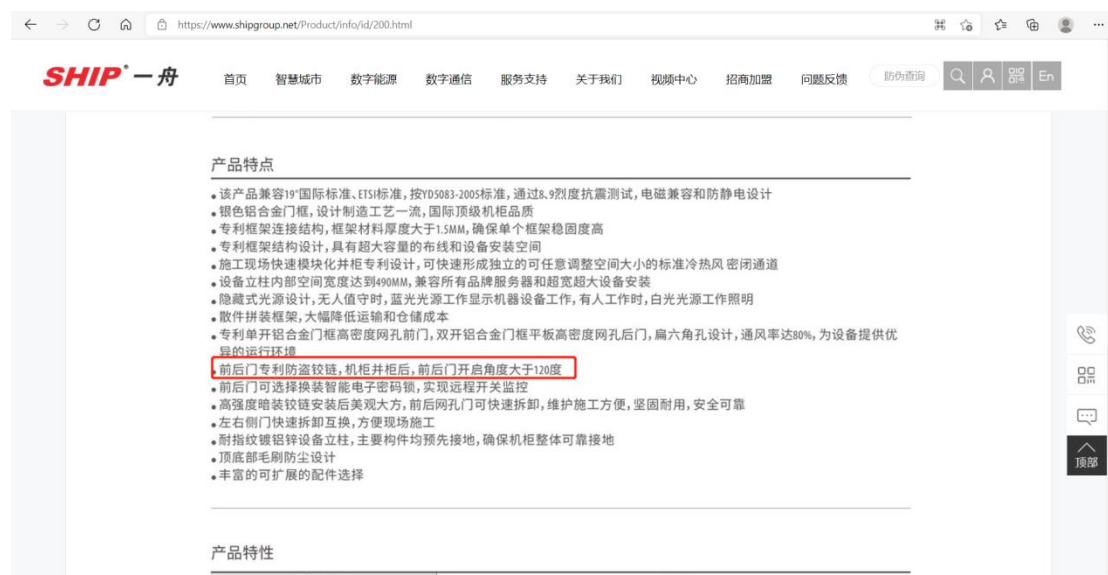 https://www.shipgroup.net/Product/info/id/200.html
SHIP 一舟
首页 智慧城市 数字能源 数字通信 服务支持 关于我们 视频中心 招商加盟 问题反馈 防伪查询 En
产品特点
该产品兼容19"国际标准、ETSI标准,按YD5083-2005标准,通过8、9烈度抗震测试,电磁兼容和防静电设计
银色铝合金门框,设计制造工艺一流,国际顶级机柜品质
专利框架连接结构,框架材料厚度大于1.5MM,确保单个框架稳固度高
专利框架结构设计,具有超大容量的布线和设备安装空间
施工现场快速模块化并柜专利设计,可快速形成独立的可任意调整空间大小的标准冷热风密闭通道
设备立柱内部空间宽度达到490MM,兼容所有品牌服务器和超宽超大设备安装
隐藏式光源设计,无人值守时,蓝光光源工作显示机器设备工作,有人工作时,白光光源工作照明
散件拼装框架,大幅降低运输和仓储成本
专利单开铝合金门框高密度网孔前门,双开铝合金门框平板高密度网孔后门,扁六角孔设计,通风率达80%,为设备提供优
异的运行环境
前后门专利防盗铰链,机柜并柜后,前后门开启角度大于120度
前后门可选择换装智能电子密码锁,实现远程开关监控
高强度暗装铰链安装后美观大方,前后网孔门可快速拆卸,维护施工方便,坚固耐用,安全可靠
左右侧门快速拆卸互换,方便现场施工
耐指纹镀铝锌设备立柱,主要构件均预先接地,确保机柜整体可靠接地
顶底部毛刷防尘设计
丰富的可扩展的配件选择
顶部
产品特性